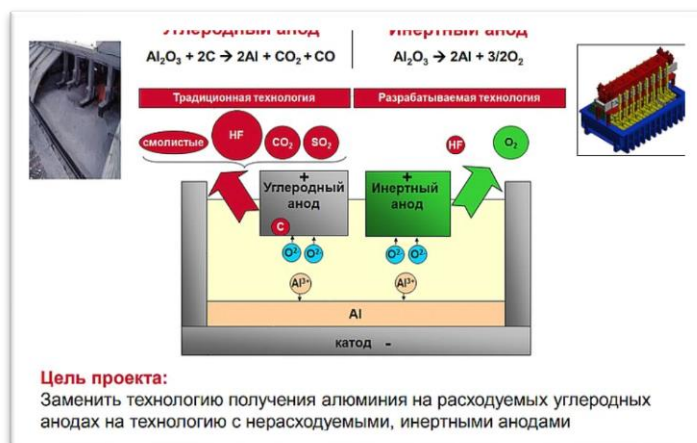 Углеродный анод
Инертный анод
Al₂O₃ + 2C → 2Al + CO₂ + CO
Al₂O₃ → 2Al + 3/2O₂
Традиционная технология
Разрабатываемая технология
смолистые
HF
CO₂
SO₂
HF
O₂
+
Углеродный
анод
C
+
Инертный
анод
O²⁻
O²⁻
O²⁻
O²⁻
Al³⁺
Al³⁺
Al
катод -
Цель проекта:
Заменить технологию получения алюминия на расходуемых углеродных
анодах на технологию с нерасходуемыми, инертными анодами